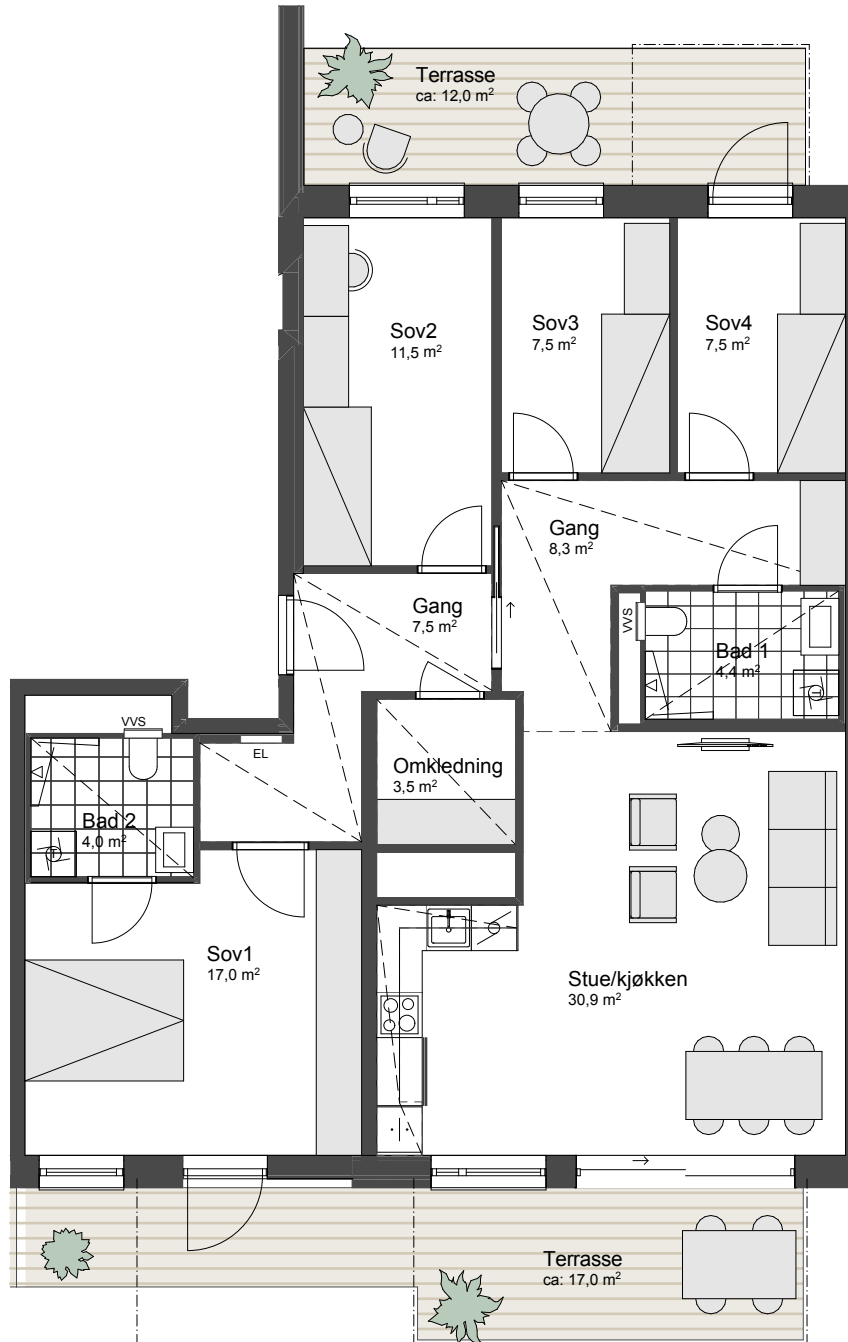 Terrasse
ca: 12,0 m²
Sov2
11,5 m²
Sov3
7,5 m²
Sov4
7,5 m²
Gang
8,3 m²
Gang
7,5 m²
VVS
Bad 1
4,4 m²
VVS
EL
Omkledning
3,5 m²
Bad 2
4,0 m²
T
T
Sov1
17,0 m²
Stue/kjøkken
30,9 m²
Terrasse
ca: 17,0 m²